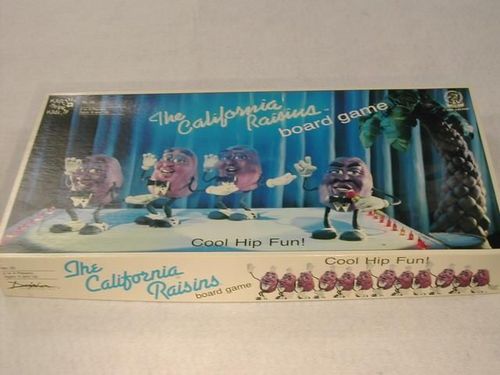 The
California
Raisins
board game
Cool Hip Fun!
The
California
Raisins
board game
Cool Hip Fun!